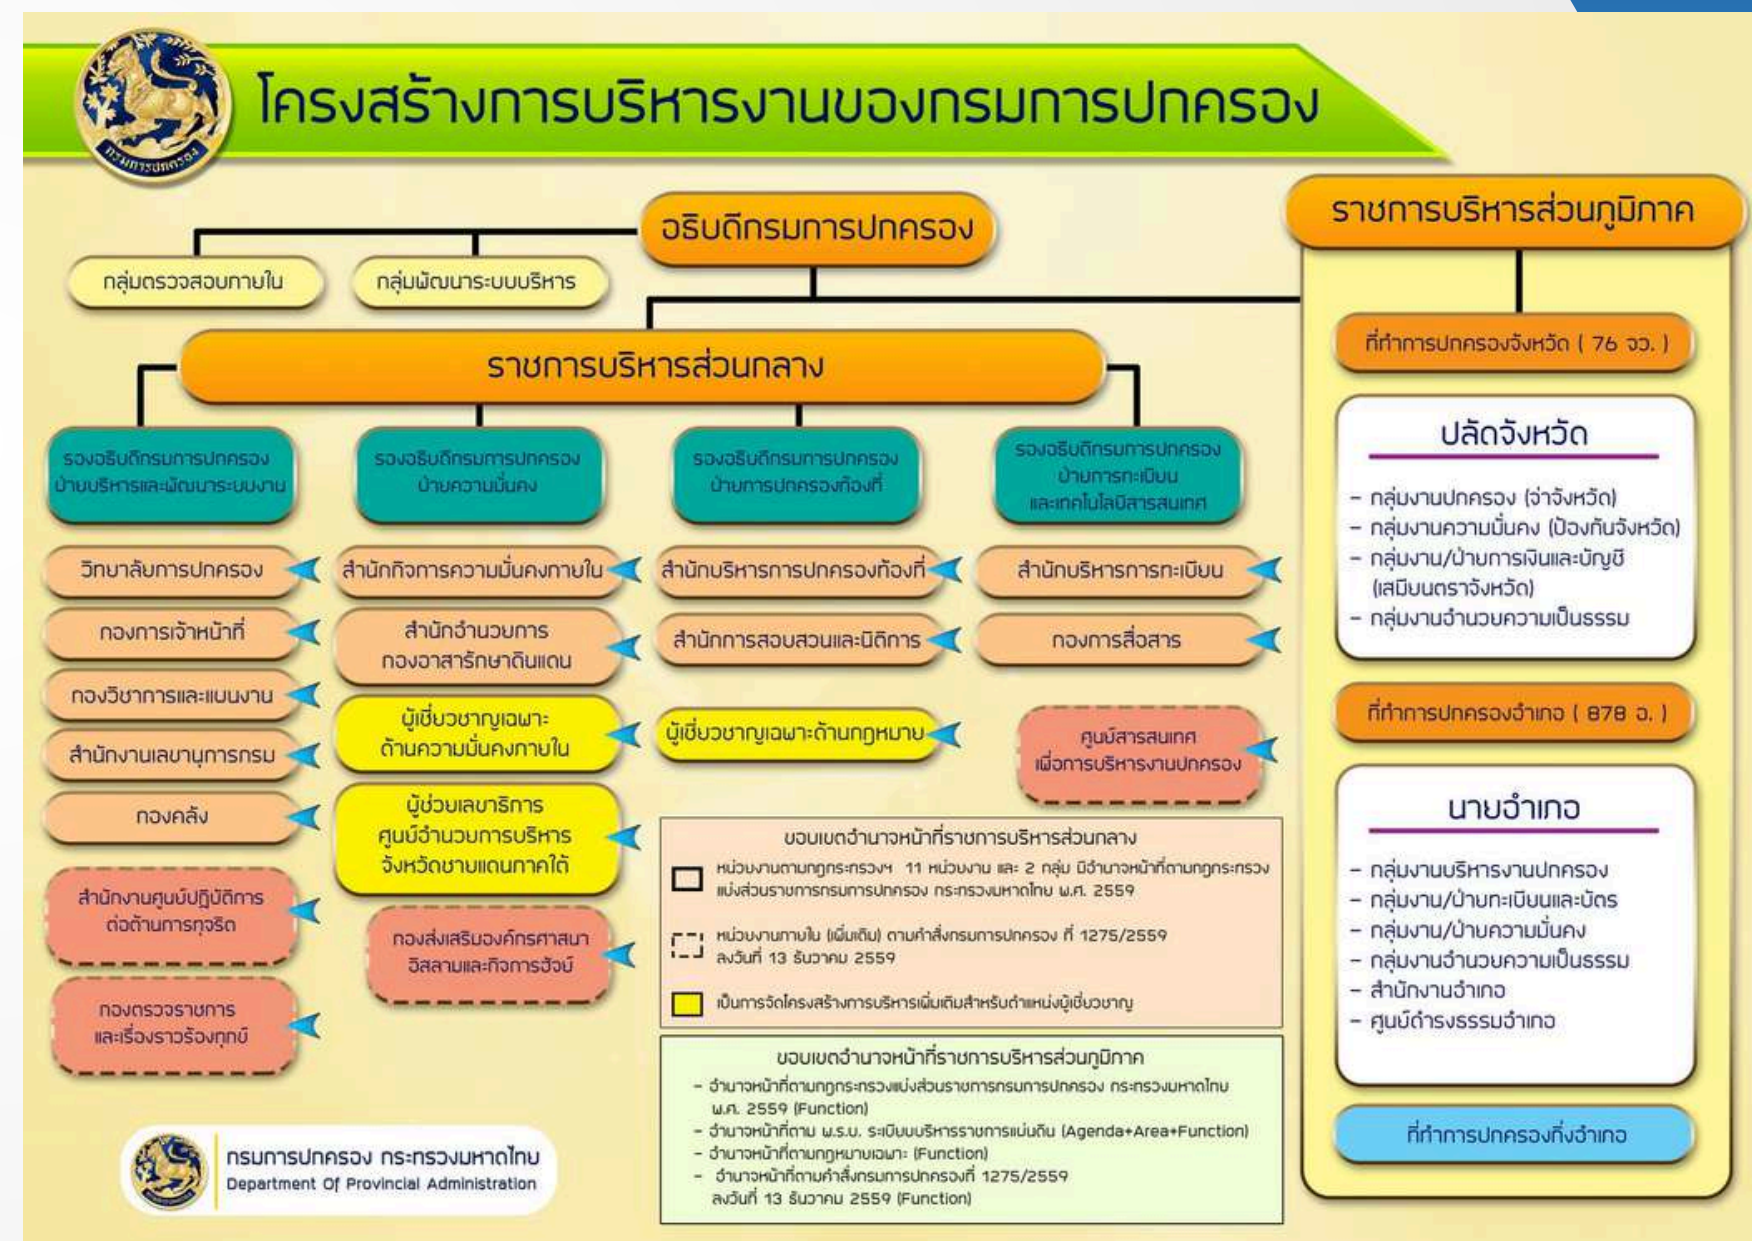 กรมการปกครอง
โครงสร้างการบริหารงานของกรมการปกครอง
อธิบดีกรมการปกครอง
กลุ่มตรวจสอบภายใน
กลุ่มพัฒนาระบบบริหาร
ราชการบริหารส่วนกลาง
รองอธิบดีกรมการปกครอง
ฝ่ายบริหารและพัฒนาระบบงาน
วิทยาลัยการปกครอง
กองการเจ้าหน้าที่
กองวิชาการและแผนงาน
สำนักงานเลขานุการกรม
กองคลัง
สำนักงานศูนย์ปฏิบัติการ
ต่อต้านการทุจริต
กองตรวจราชการ
และเรื่องราวร้องทุกข์
รองอธิบดีกรมการปกครอง
ฝ่ายความมั่นคง
สำนักกิจการความมั่นคงภายใน
สำนักอำนวยการ
กองอาสารักษาดินแดน
ผู้เชี่ยวชาญเฉพาะ
ด้านความมั่นคงภายใน
ผู้ช่วยเลขาธิการ
ศูนย์อำนวยการบริหาร
จังหวัดชายแดนภาคใต้
กองส่งเสริมองค์กรศาสนา
อิสลามและกิจการฮัจย์
รองอธิบดีกรมการปกครอง
ฝ่ายการปกครองท้องที่
สำนักบริหารการปกครองท้องที่
สำนักการสอบสวนและนิติการ
ผู้เชี่ยวชาญเฉพาะด้านกฎหมาย
รองอธิบดีกรมการปกครอง
ฝ่ายการทะเบียน
และเทคโนโลยีสารสนเทศ
สำนักบริหารการทะเบียน
กองการสื่อสาร
ศูนย์สารสนเทศ
เพื่อการบริหารงานปกครอง
ขอบเขตอำนาจหน้าที่ราชการบริหารส่วนกลาง
หน่วยงานตามกฎกระทรวงฯ 11 หน่วยงาน และ 2 กลุ่ม มีอำนาจหน้าที่ตามกฎกระทรวง
แบ่งส่วนราชการกรมการปกครอง กระทรวงมหาดไทย พ.ศ. 2559
หน่วยงานภายใน (เพิ่มเติม) ตามคำสั่งกรมการปกครอง ที่ 1275/2559
ลงวันที่ 13 ธันวาคม 2559
เป็นการจัดโครงสร้างการบริหารเพิ่มเติมสำหรับตำแหน่งผู้เชี่ยวชาญ
ขอบเขตอำนาจหน้าที่ราชการบริหารส่วนภูมิภาค
- อำนาจหน้าที่ตามกฎกระทรวงแบ่งส่วนราชการกรมการปกครอง กระทรวงมหาดไทย
พ.ศ. 2559 (Function)
- อำนาจหน้าที่ตาม พ.ร.บ. ระเบียบบริหารราชการแผ่นดิน (Agenda+Area+Function)
- อำนาจหน้าที่ตามกฎหมายเฉพาะ (Function)
- อำนาจหน้าที่ตามคำสั่งกรมการปกครองที่ 1275/2559
ลงวันที่ 13 ธันวาคม 2559 (Function)
ราชการบริหารส่วนภูมิภาค
ที่ทำการปกครองจังหวัด ( 76 จว. )
ปลัดจังหวัด
- กลุ่มงานปกครอง (จ่าจังหวัด)
- กลุ่มงานความมั่นคง (ป้องกันจังหวัด)
- กลุ่มงาน/ฝ่ายการเงินและบัญชี
(เสมียนตราจังหวัด)
- กลุ่มงานอำนวยความเป็นธรรม
ที่ทำการปกครองอำเภอ ( 878 อ. )
นายอำเภอ
- กลุ่มงานบริหารงานปกครอง
- กลุ่มงาน/ฝ่ายทะเบียนและบัตร
- กลุ่มงาน/ฝ่ายความมั่นคง
- กลุ่มงานอำนวยความเป็นธรรม
- สำนักงานอำเภอ
- ศูนย์ดำรงธรรมอำเภอ
ที่ทำการปกครองกิ่งอำเภอ
กรมการปกครอง กระทรวงมหาดไทย
Department Of Provincial Administration